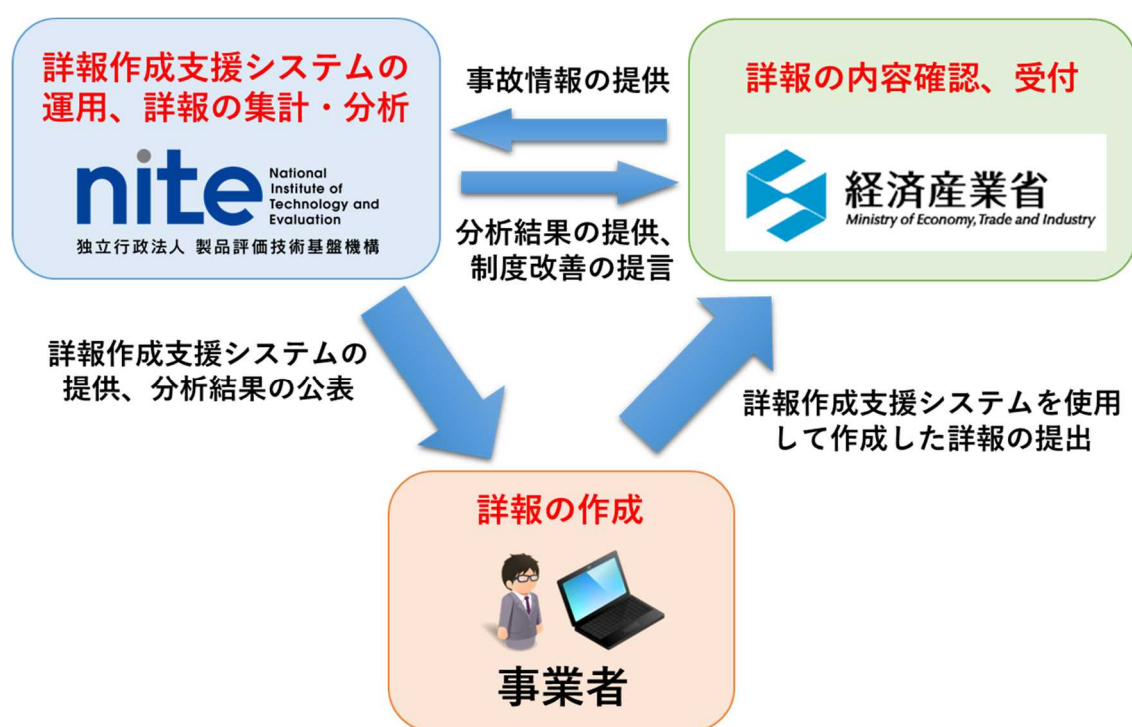 詳報作成支援システムの
運用、詳報の集計・分析
nite
National
Institute of
Technology and
Evaluation
独立行政法人 製品評価技術基盤機構
事故情報の提供
分析結果の提供、
制度改善の提言
詳報の内容確認、受付
経済産業省
Ministry of Economy, Trade and Industry
詳報作成支援システムの
提供、分析結果の公表
詳報作成支援システムを使用
して作成した詳報の提出
詳報の作成
事業者